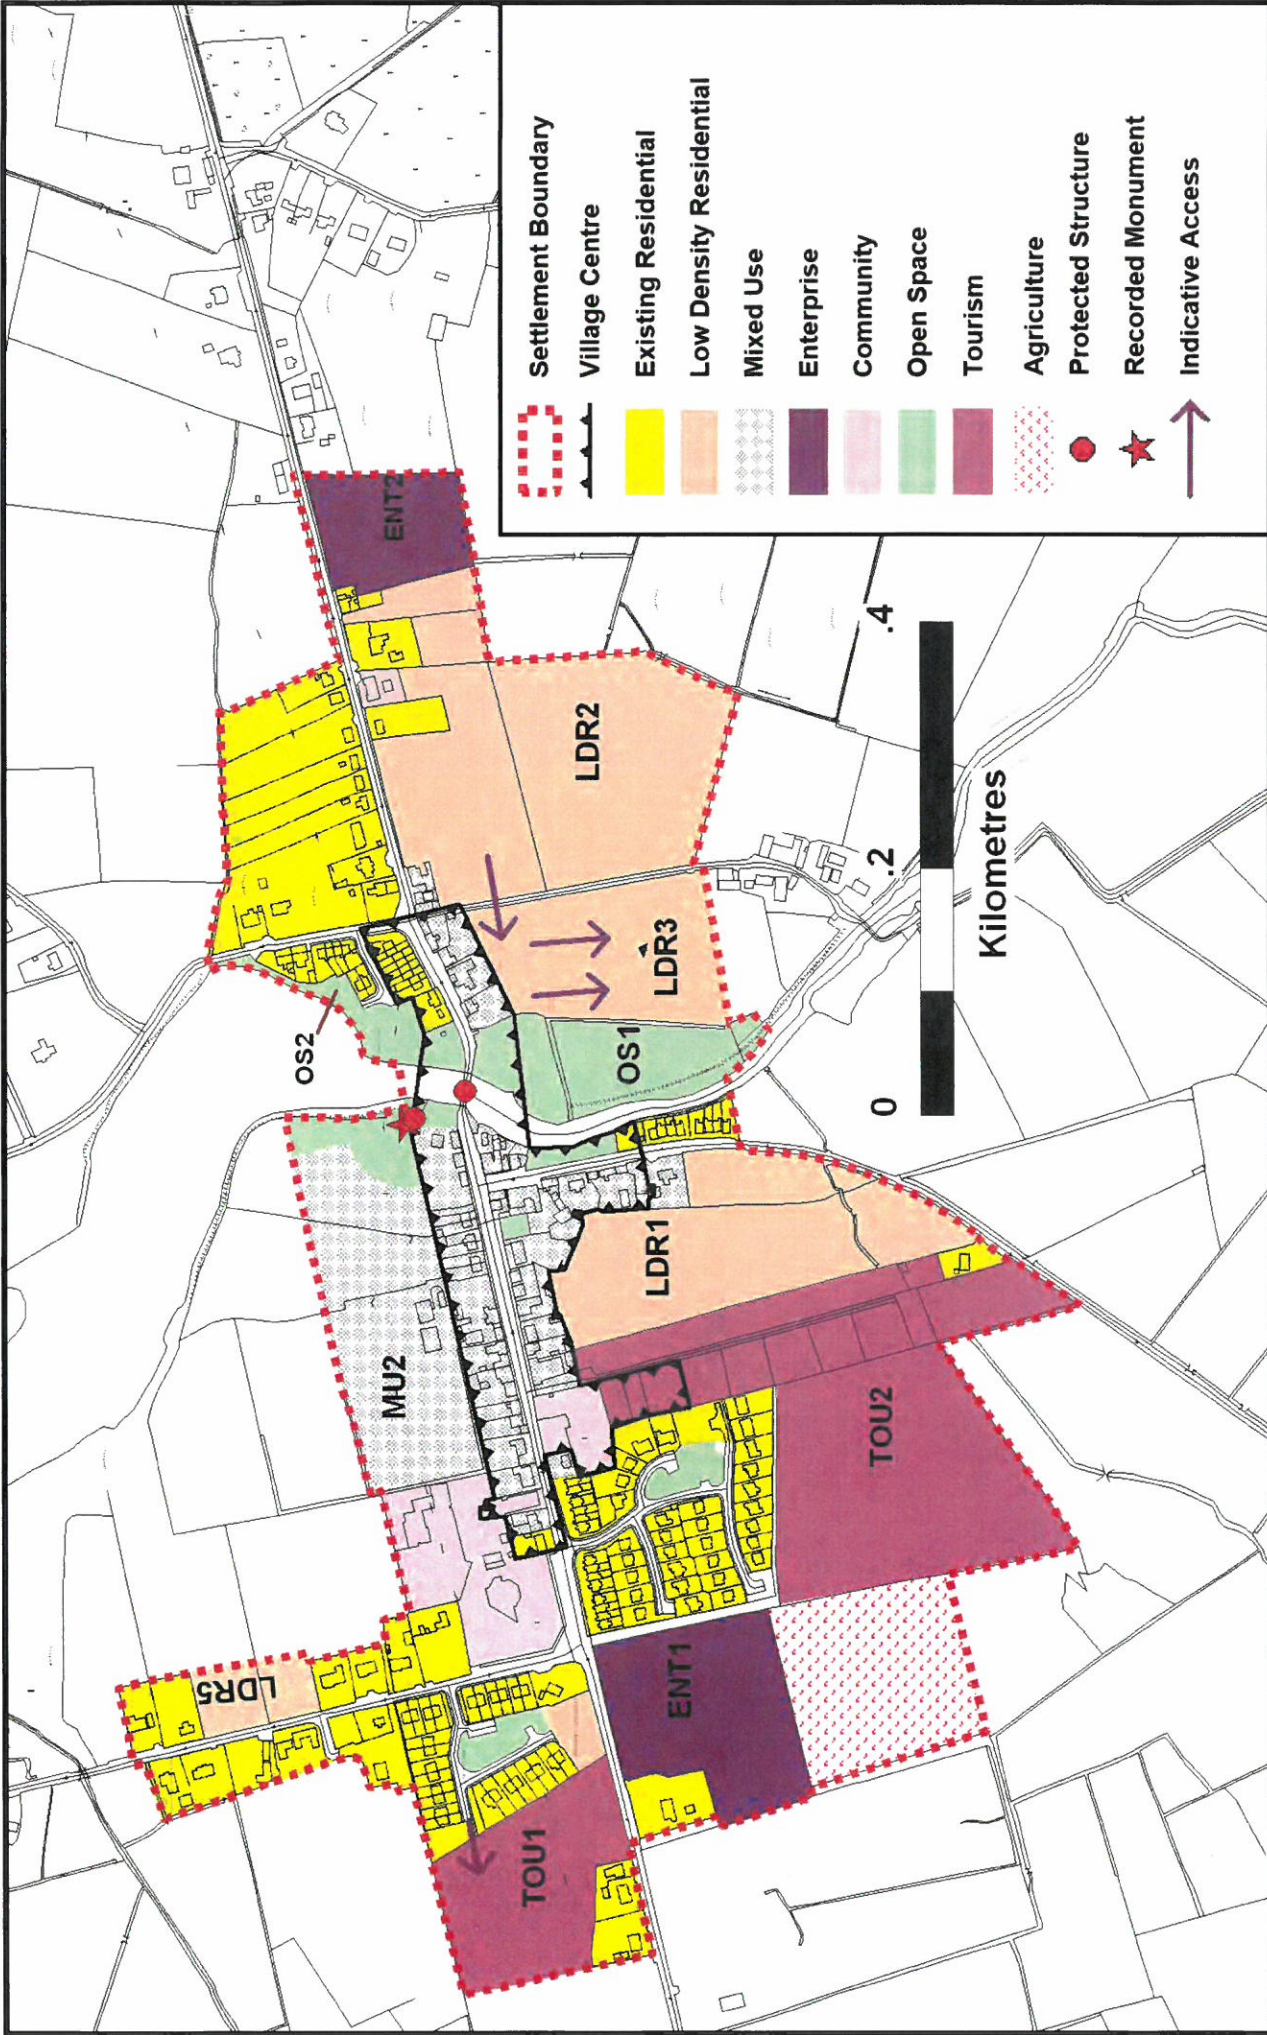 Settlement Boundary
Village Centre
Existing Residential
Low Density Residential
Mixed Use
Enterprise
Community
Open Space
Tourism
Agriculture
Protected Structure
Recorded Monument
Indicative Access
ENT2
LDR2
LDR3
OS2
OS1
MU2
LDR1
TOU2
LDR5
ENT1
TOU1
0 .2 .4
Kilometres